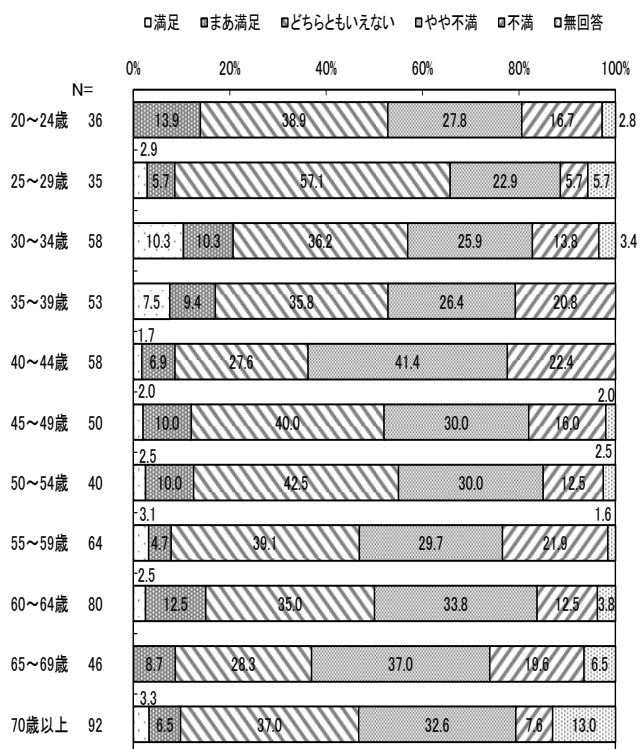 満足 まあ満足 どちらともいえない やや不満 不満 無回答
0% 20% 40% 60% 80% 100%
N=
20～24歳 36 13.9 38.9 27.8 16.7 2.8
2.9
25～29歳 35 5.7 57.1 22.9 5.7 5.7
30～34歳 58 10.3 10.3 36.2 25.9 13.8 3.4
35～39歳 53 7.5 9.4 35.8 26.4 20.8
1.7
40～44歳 58 6.9 27.6 41.4 22.4
2.0 2.0
45～49歳 50 10.0 40.0 30.0 16.0
2.5 2.5
50～54歳 40 10.0 42.5 30.0 12.5
3.1 1.6
55～59歳 64 4.7 39.1 29.7 21.9
2.5
60～64歳 80 12.5 35.0 33.8 12.5 3.8
65～69歳 46 8.7 28.3 37.0 19.6 6.5
3.3
70歳以上 92 6.5 37.0 32.6 7.6 13.0